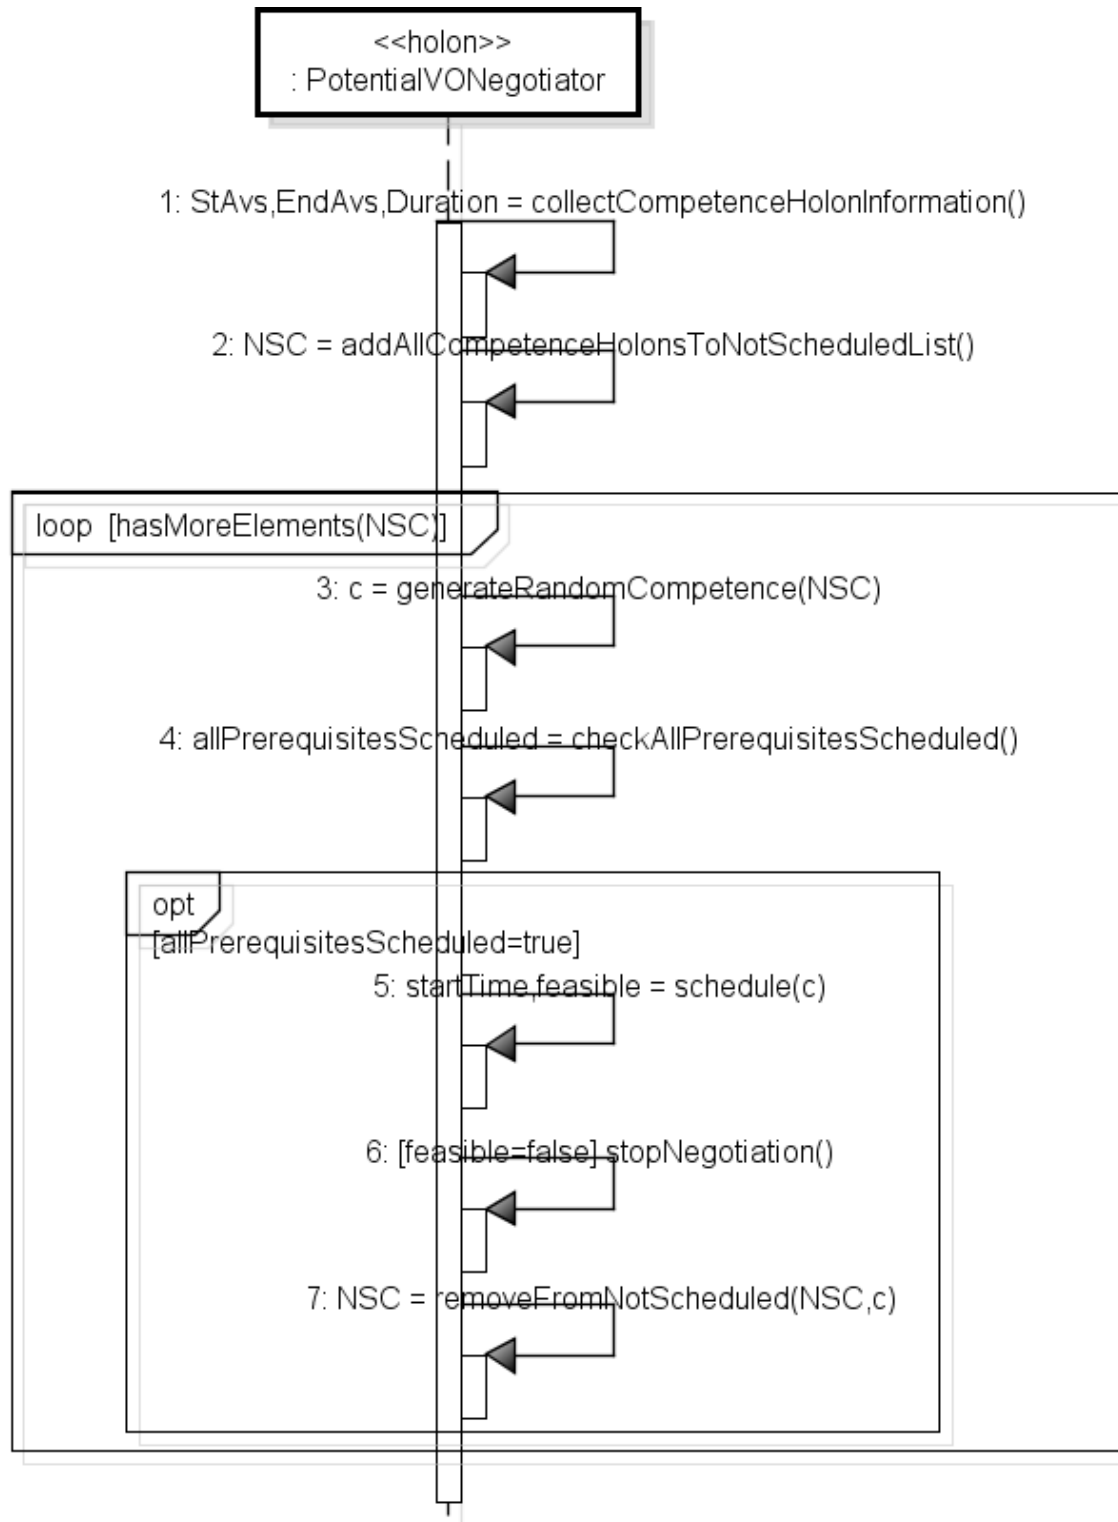 <<holon>>
: PotentialVONegotiator
1: StAvs,EndAvs,Duration = collectCompetenceHolonInformation()
2: NSC = addAllCompetenceHolonsToNotScheduledList()
loop [hasMoreElements(NSC)]
3: c = generateRandomCompetence(NSC)
4: allPrerequisitesScheduled = checkAllPrerequisitesScheduled()
opt
[allPrerequisitesScheduled=true]
5: startTime,feasible = schedule(c)
6: [feasible=false] stopNegotiation()
7: NSC = removeFromNotScheduled(NSC,c)